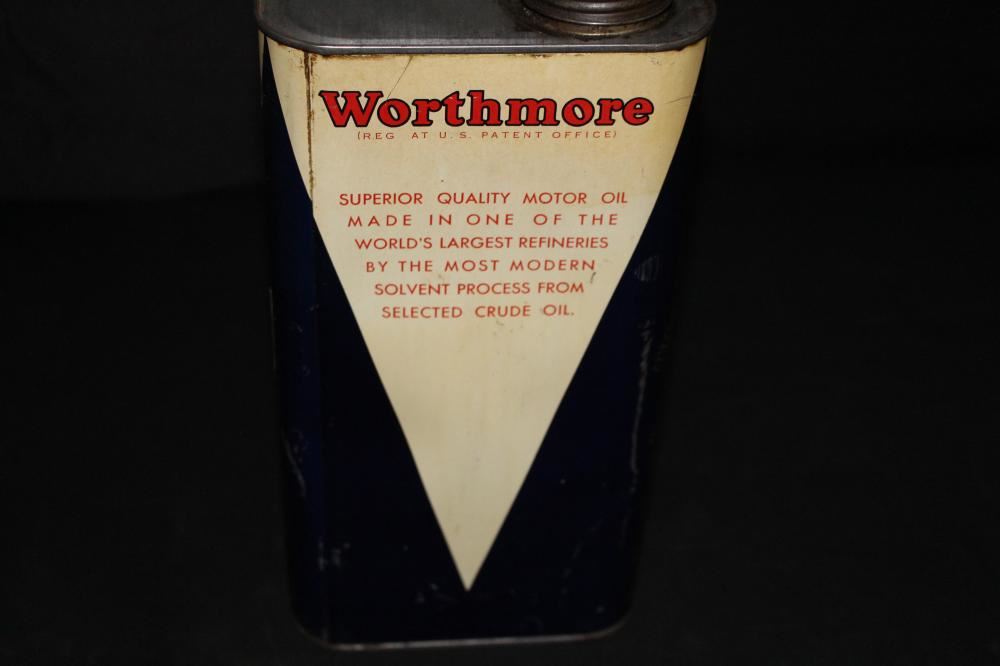 Worthmore
(REG AT U.S. PATENT OFFICE)
SUPERIOR QUALITY MOTOR OIL
MADE IN ONE OF THE
WORLD'S LARGEST REFINERIES
BY THE MOST MODERN
SOLVENT PROCESS FROM
SELECTED CRUDE OIL.